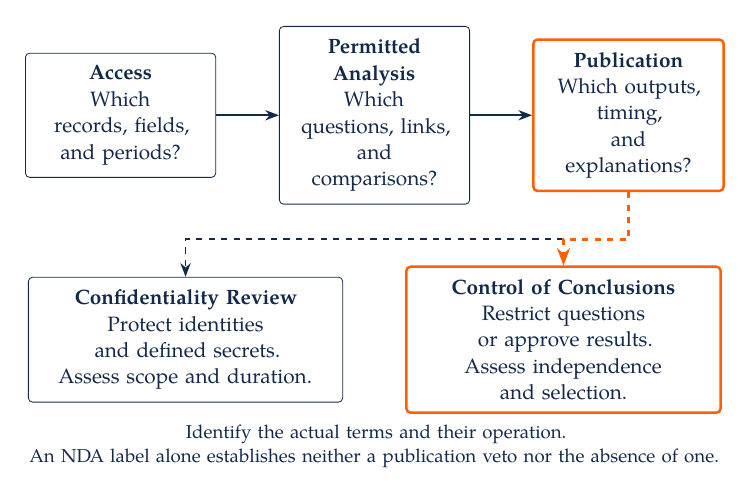 Access
Which
records, fields,
and periods?
Permitted
Analysis
Which
questions, links,
and
comparisons?
Publication
Which outputs,
timing,
and
explanations?
Confidentiality Review
Protect identities
and defined secrets.
Assess scope and duration.
Control of Conclusions
Restrict questions
or approve results.
Assess independence
and selection.
Identify the actual terms and their operation.
An NDA label alone establishes neither a publication veto nor the absence of one.